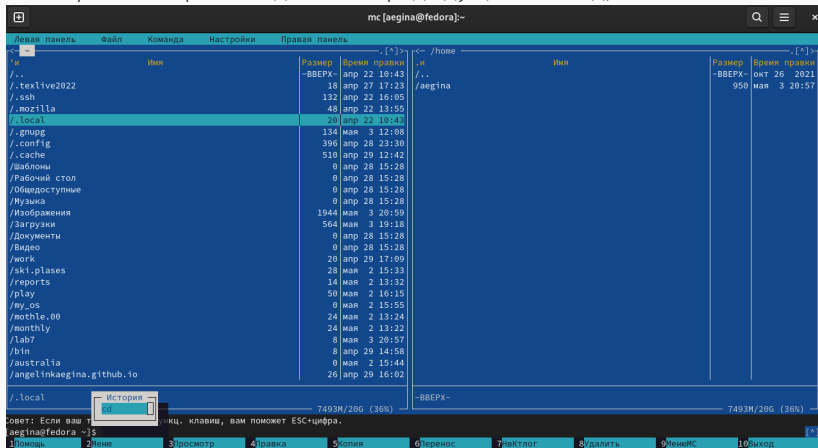 mc [aegina@fedora]:~
Левая панель Файл Команда Настройки Правая панель
<— ~ —.[^]>
'и Имя Размер Время правки
/.. -ВВЕРХ- апр 22 10:43
/.texlive2022 18 апр 27 17:23
/.ssh 132 апр 22 16:05
/.mozilla 48 апр 22 13:55
/.local 20 апр 22 10:43
/.gnupg 134 мая 3 12:08
/.config 396 апр 28 23:30
/.cache 510 апр 29 12:42
/Шаблоны 0 апр 28 15:28
/Рабочий стол 0 апр 28 15:28
/Общедоступные 0 апр 28 15:28
/Музыка 0 апр 28 15:28
/Изображения 1944 мая 3 20:59
/Загрузки 564 мая 3 19:18
/Документы 0 апр 28 15:28
/Видео 0 апр 28 15:28
/work 20 апр 29 17:09
/ski.plases 28 мая 2 15:33
/reports 14 мая 2 13:32
/play 50 мая 2 16:15
/my_os 0 мая 2 15:55
/mothle.00 24 мая 2 13:24
/monthly 24 мая 2 13:22
/lab7 8 мая 3 20:57
/bin 8 апр 29 14:58
/australia 0 мая 2 15:44
/angelinkaegina.github.io 26 апр 29 16:02
/.local
7493M/20G (36%)
<— /home —.[^]>
.и Имя Размер Время правки
/.. -ВВЕРХ- окт 26 2021
/aegina 950 мая 3 20:57
-ВВЕРХ-
7493M/20G (36%)
История
cd
Совет: Если ваш т нкц. клавиш, вам поможет ESC+цифра.
[aegina@fedora ~]$ [^]
1Помощь 2Меню 3Просмотр 4Правка 5Копия 6Перенос 7НвКтлог 8Удалить 9МенюMC 10Выход